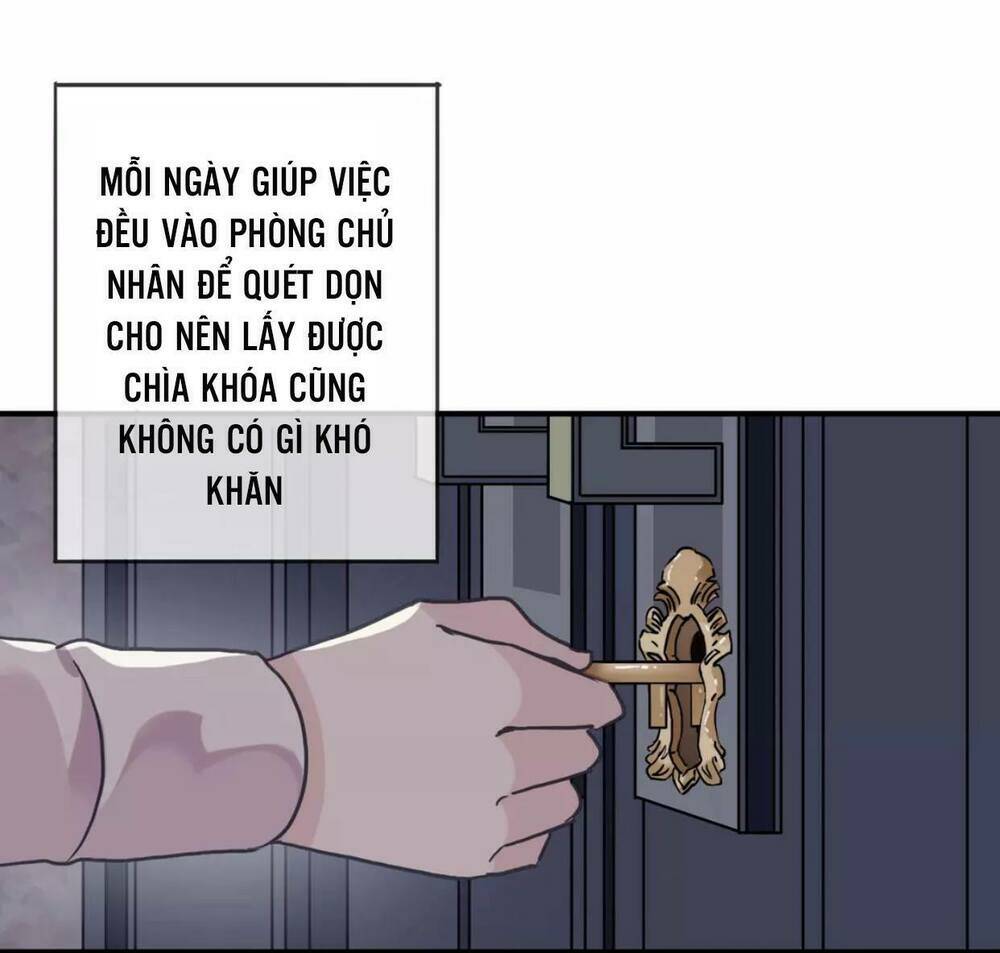 MỖI NGÀY GIÚP VIỆC
ĐỀU VÀO PHÒNG CHỦ
NHÂN ĐỂ QUÉT DỌN
CHO NÊN LẤY ĐƯỢC
CHÌA KHÓA CŨNG
KHÔNG CÓ GÌ KHÓ
KHĂN